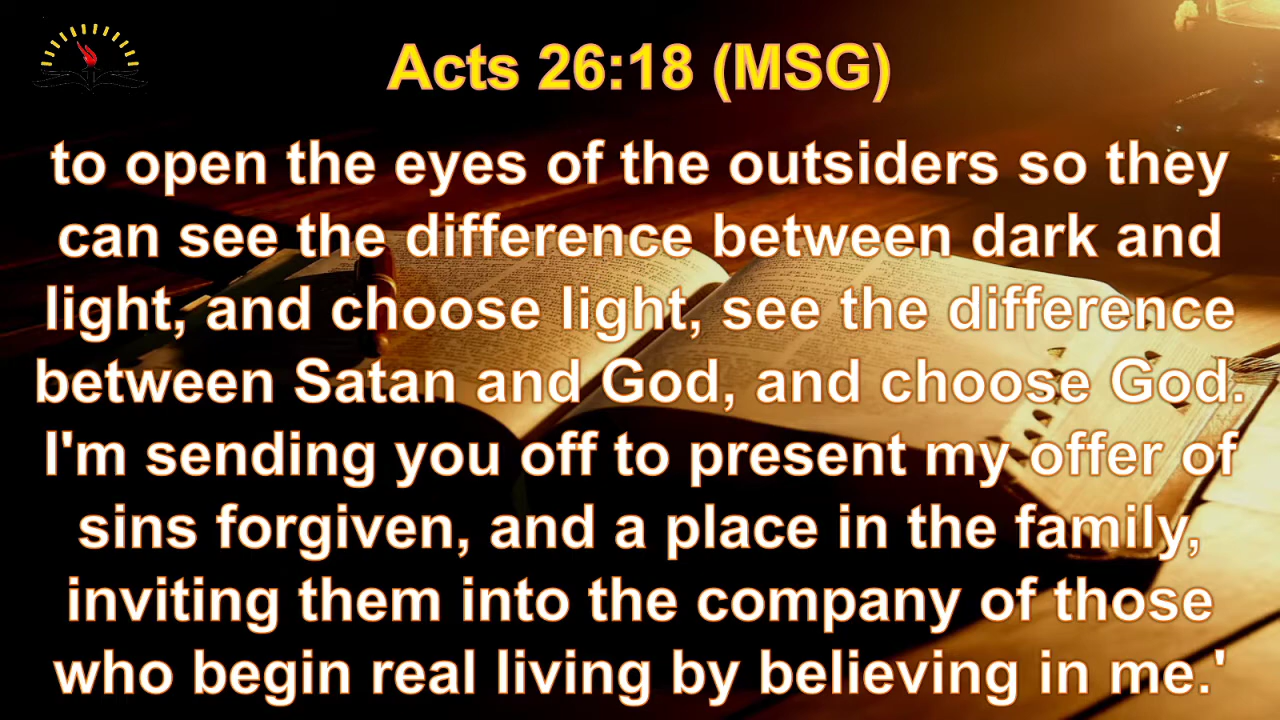 Acts 26:18 (MSG)
to open the eyes of the outsiders so they
can see the difference between dark and
light, and choose light, see the difference
between Satan and God, and choose God.
I'm sending you off to present my offer of
sins forgiven, and a place in the family,
inviting them into the company of those
who begin real living by believing in me.'